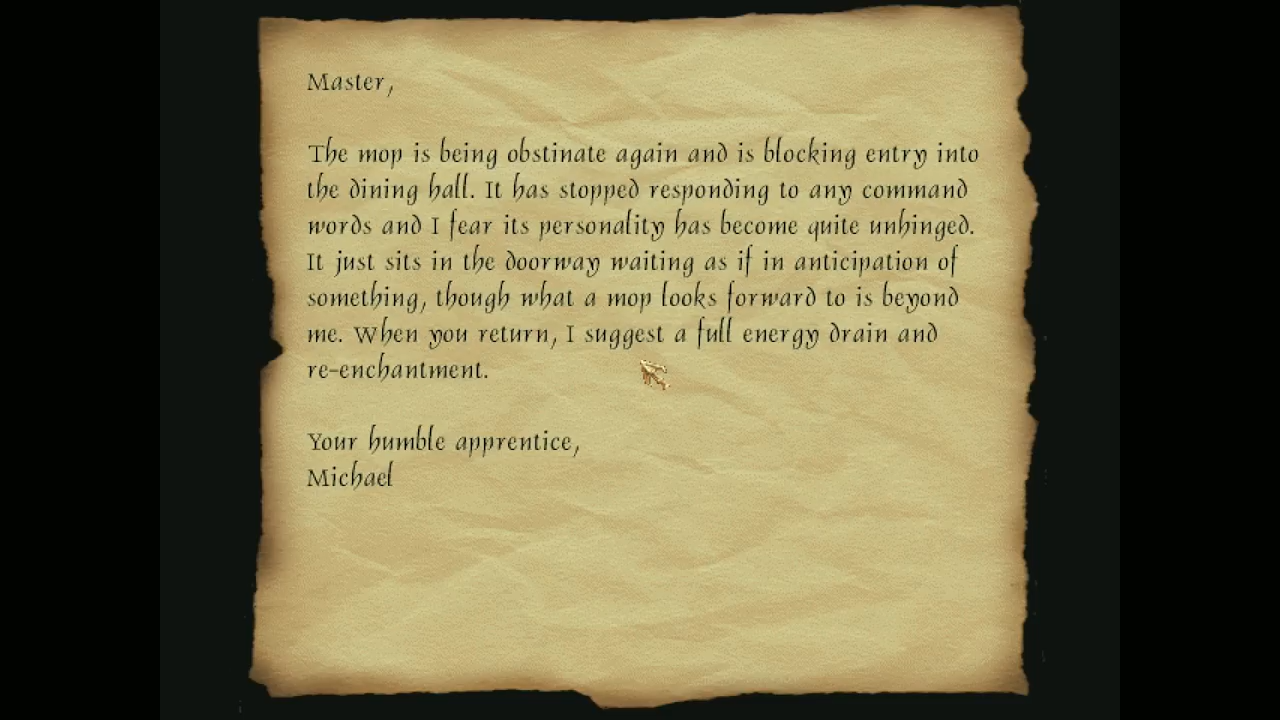 Master,
The mop is being obstinate again and is blocking entry into
the dining hall. It has stopped responding to any command
words and I fear its personality has become quite unhinged.
It just sits in the doorway waiting as if in anticipation of
something, though what a mop looks forward to is beyond
me. When you return, I suggest a full energy drain and
re-enchantment.
Your humble apprentice,
Michael